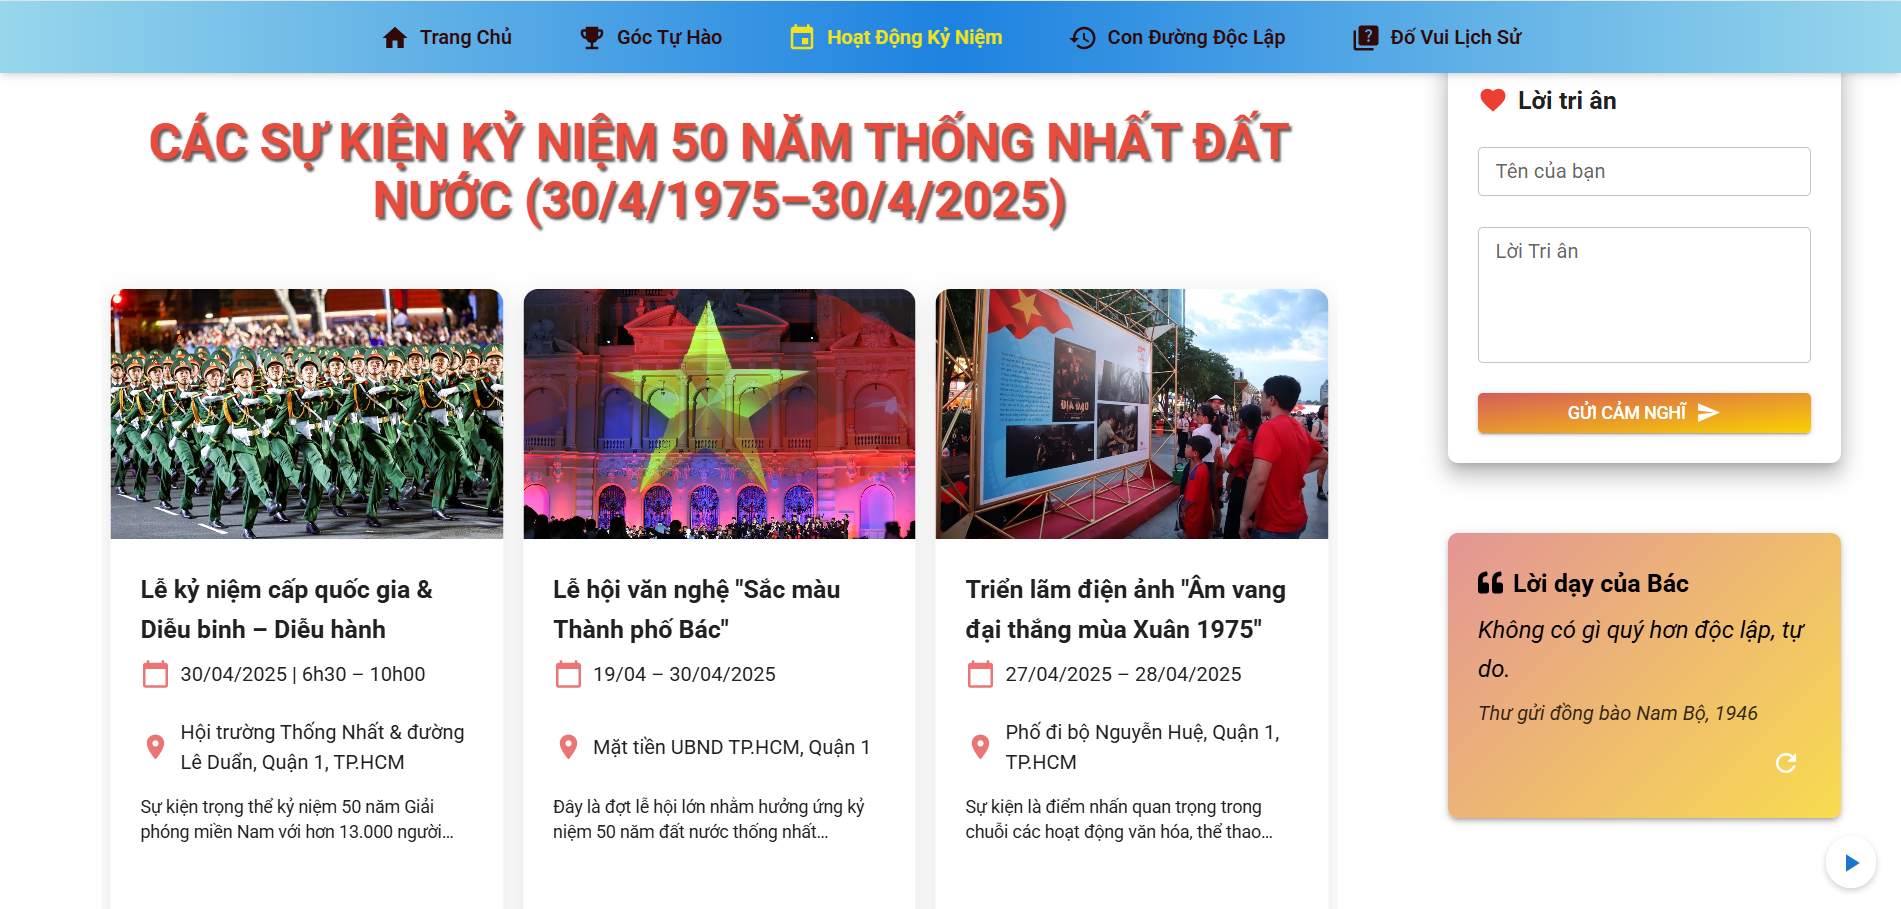 Trang Chủ
Góc Tự Hào
Hoạt Động Kỷ Niệm
Con Đường Độc Lập
Đố Vui Lịch Sử
CÁC SỰ KIỆN KỶ NIỆM 50 NĂM THỐNG NHẤT ĐẤT
NƯỚC (30/4/1975–30/4/2025)
ĐỊA ĐẠO
Lễ kỷ niệm cấp quốc gia &
Diễu binh – Diễu hành
30/04/2025 | 6h30 – 10h00
Hội trường Thống Nhất & đường
Lê Duẩn, Quận 1, TP.HCM
Sự kiện trọng thể kỷ niệm 50 năm Giải
phóng miền Nam với hơn 13.000 người...
Lễ hội văn nghệ "Sắc màu
Thành phố Bác"
19/04 – 30/04/2025
Mặt tiền UBND TP.HCM, Quận 1
Đây là đợt lễ hội lớn nhằm hưởng ứng kỷ
niệm 50 năm đất nước thống nhất...
Triển lãm điện ảnh "Âm vang
đại thắng mùa Xuân 1975"
27/04/2025 – 28/04/2025
Phố đi bộ Nguyễn Huệ, Quận 1,
TP.HCM
Sự kiện là điểm nhấn quan trọng trong
chuỗi các hoạt động văn hóa, thể thao...
Lời tri ân
Tên của bạn
Lời Tri ân
GỬI CẢM NGHĨ
Lời dạy của Bác
Không có gì quý hơn độc lập, tự
do.
Thư gửi đồng bào Nam Bộ, 1946